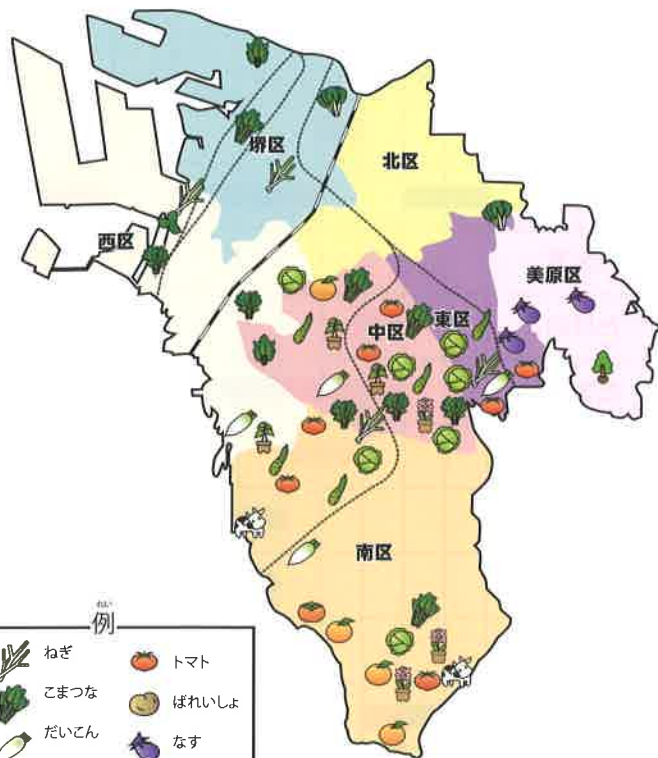 堺区
北区
西区
美原区
中区
東区
南区
れい
例
ねぎ
トマト
こまつな
ばれいしょ
だいこん
なす